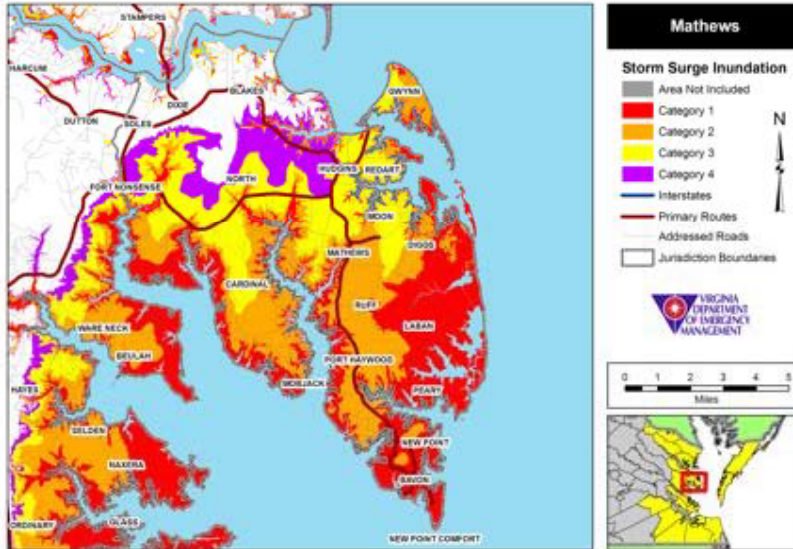 STAMPERS
HARCUM
DIXIE
BLAKES
GWYNN
DUTTON
SOLES
HUDGINS
REDART
FORT NONSENSE
NORTH
MOON
MATHEWS
DIGGS
CARDINAL
RUFF
LABAN
WARE NECK
BEULAH
PORT HAYWOOD
MOBJACK
PEARY
HAYES
SELDEN
NEW POINT
NAXERA
BAVON
ORDINARY
GLASS
NEW POINT COMFORT
Mathews
Storm Surge Inundation
Area Not Included
Category 1
Category 2
Category 3
Category 4
Interstates
Primary Routes
Addressed Roads
Jurisdiction Boundaries
N
VIRGINIA
DEPARTMENT
OF EMERGENCY
MANAGEMENT
0 1 2 3 4 5
Miles